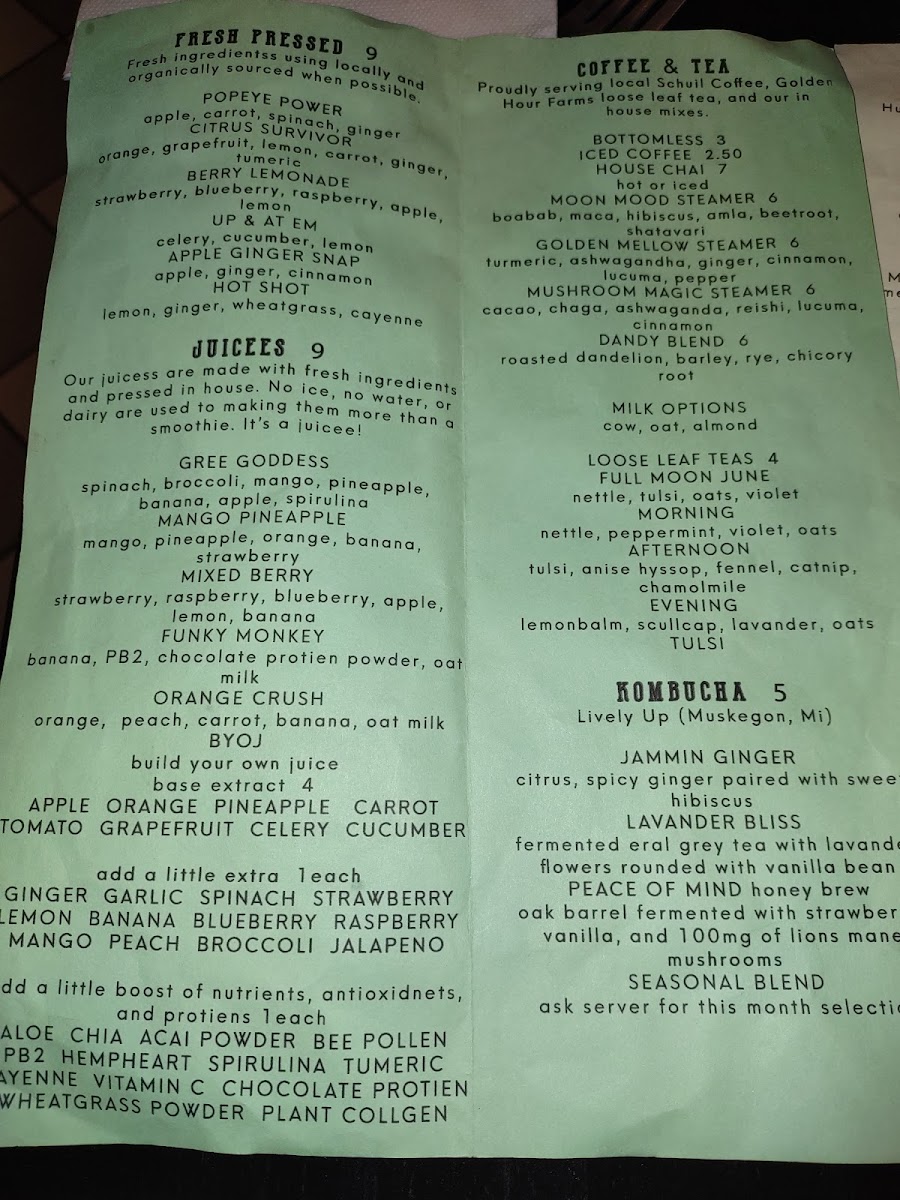 FRESH PRESSED 9
Fresh ingredientss using locally and
organically sourced when possible.
POPEYE POWER
apple, carrot, spinach, ginger
CITRUS SURVIVOR
orange, grapefruit, lemon, carrot, ginger,
tumeric
BERRY LEMONADE
strawberry, blueberry, raspberry, apple,
lemon
UP & AT EM
celery, cucumber, lemon
APPLE GINGER SNAP
apple, ginger, cinnamon
HOT SHOT
lemon, ginger, wheatgrass, cayenne
JUICEES 9
Our juicess are made with fresh ingredients
and pressed in house. No ice, no water, or
dairy are used to making them more than a
smoothie. It's a juicee!
GREE GODDESS
spinach, broccoli, mango, pineapple,
banana, apple, spirulina
MANGO PINEAPPLE
mango, pineapple, orange, banana,
strawberry
MIXED BERRY
strawberry, raspberry, blueberry, apple,
lemon, banana
FUNKY MONKEY
banana, PB2, chocolate protien powder, oat
milk
ORANGE CRUSH
orange, peach, carrot, banana, oat milk
BYOJ
build your own juice
base extract 4
APPLE ORANGE PINEAPPLE CARROT
TOMATO GRAPEFRUIT CELERY CUCUMBER
add a little extra 1each
GINGER GARLIC SPINACH STRAWBERRY
LEMON BANANA BLUEBERRY RASPBERRY
MANGO PEACH BROCCOLI JALAPENO
dd a little boost of nutrients, antioxidnets,
and protiens 1each
ALOE CHIA ACAI POWDER BEE POLLEN
PB2 HEMPHEART SPIRULINA TUMERIC
AYENNE VITAMIN C CHOCOLATE PROTIEN
WHEATGRASS POWDER PLANT COLLGEN
COFFEE & TEA
Proudly serving local Schuil Coffee, Golden
Hour Farms loose leaf tea, and our in
house mixes.
BOTTOMLESS 3
ICED COFFEE 2.50
HOUSE CHAI 7
hot or iced
MOON MOOD STEAMER 6
boabab, maca, hibiscus, amla, beetroot,
shatavari
GOLDEN MELLOW STEAMER 6
turmeric, ashwagandha, ginger, cinnamon,
lucuma, pepper
MUSHROOM MAGIC STEAMER 6
cacao, chaga, ashwaganda, reishi, lucuma,
cinnamon
DANDY BLEND 6
roasted dandelion, barley, rye, chicory
root
MILK OPTIONS
cow, oat, almond
LOOSE LEAF TEAS 4
FULL MOON JUNE
nettle, tulsi, oats, violet
MORNING
nettle, peppermint, violet, oats
AFTERNOON
tulsi, anise hyssop, fennel, catnip,
chamolmile
EVENING
lemonbalm, scullcap, lavander, oats
TULSI
KOMBUCHA 5
Lively Up (Muskegon, Mi)
JAMMIN GINGER
citrus, spicy ginger paired with swee
hibiscus
LAVANDER BLISS
fermented eral grey tea with lavande
flowers rounded with vanilla bean
PEACE OF MIND honey brew
oak barrel fermented with strawber
vanilla, and 100mg of lions mane
mushrooms
SEASONAL BLEND
ask server for this month selectio